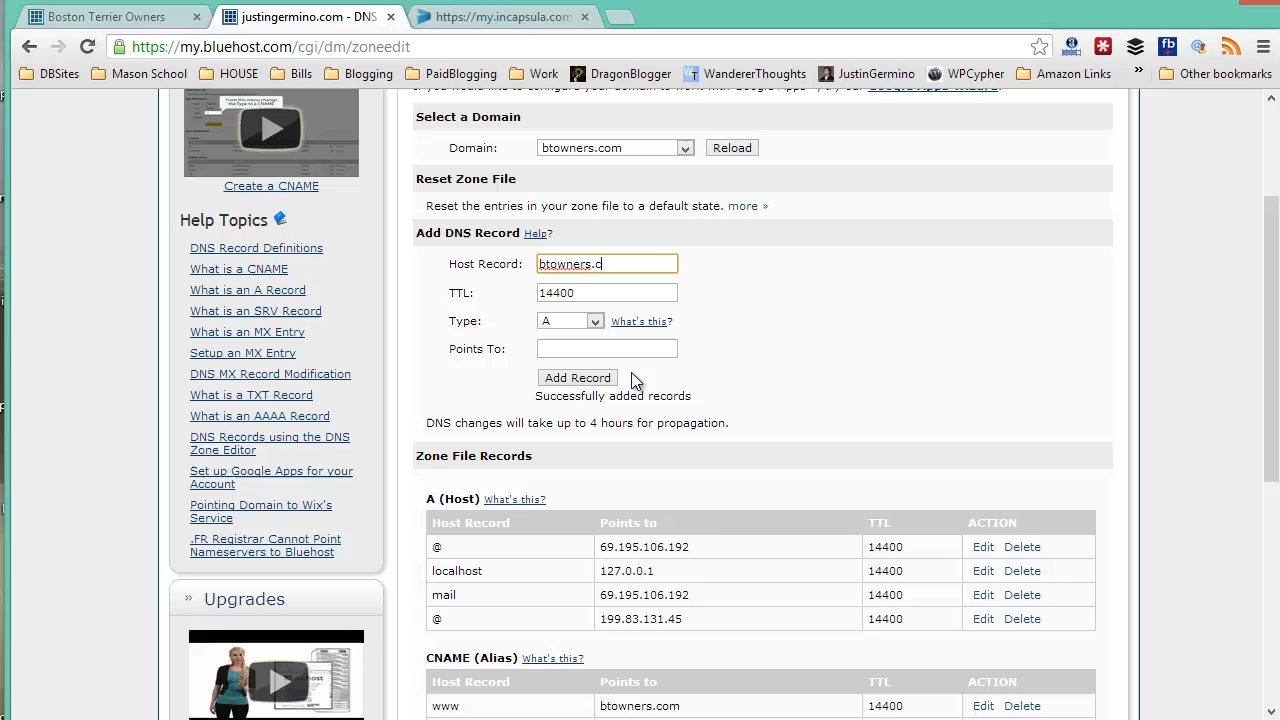 Boston Terrier Owners
justingermino.com - DNS
https://my.incapsula.com
https://my.bluehost.com/cgi/dm/zoneedit
DBSites
Mason School
HOUSE
Bills
Blogging
PaidBlogging
Work
DragonBlogger
WandererThoughts
JustinGermino
WPCypher
Amazon Links
Other bookmarks
Create a CNAME
Help Topics
DNS Record Definitions
What is a CNAME
What is an A Record
What is an SRV Record
What is an MX Entry
Setup an MX Entry
DNS MX Record Modification
What is a TXT Record
What is an AAAA Record
DNS Records using the DNS
Zone Editor
Set up Google Apps for your
Account
Pointing Domain to Wix's
Service
.FR Registrar Cannot Point
Nameservers to Bluehost
» Upgrades
Select a Domain
Domain: btowners.com Reload
Reset Zone File
Reset the entries in your zone file to a default state. more »
Add DNS Record Help?
Host Record: btowners.c
TTL: 14400
Type: A What's this?
Points To:
Add Record
Successfully added records
DNS changes will take up to 4 hours for propagation.
Zone File Records
A (Host) What's this?
Host Record Points to TTL ACTION
@ 69.195.106.192 14400 Edit Delete
localhost 127.0.0.1 14400 Edit Delete
mail 69.195.106.192 14400 Edit Delete
@ 199.83.131.45 14400 Edit Delete
CNAME (Alias) What's this?
Host Record Points to TTL ACTION
www btowners.com 14400 Edit Delete